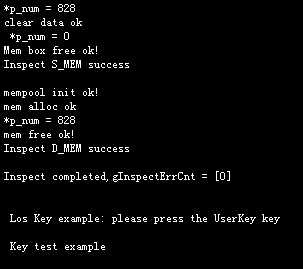 *p_num = 828
clear data ok
*p_num = 0
Mem box free ok!
Inspect S_MEM success
mempool init ok!
mem alloc ok
*p_num = 828
mem free ok!
Inspect D_MEM success
Inspect completed,gInspectErrCnt = [0]
Los Key example: please press the UserKey key
Key test example